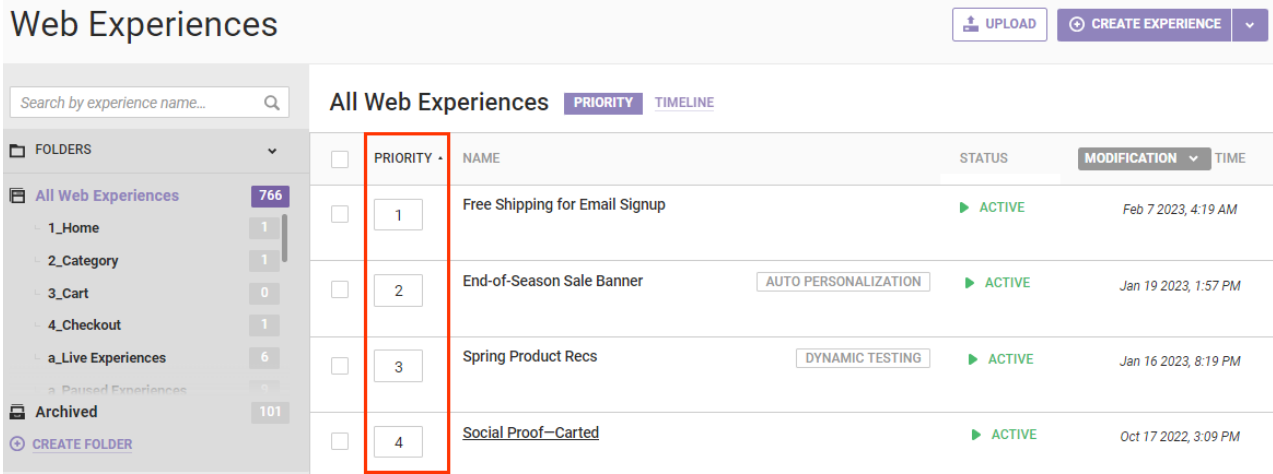 Web Experiences
UPLOAD
CREATE EXPERIENCE
Search by experience name...
All Web Experiences PRIORITY TIMELINE
FOLDERS
PRIORITY NAME STATUS MODIFICATION TIME
All Web Experiences 766
1_Home 1
2_Category 1
3_Cart 0
4_Checkout 1
a_Live Experiences 6
a_Paused Experiences
Archived 101
CREATE FOLDER
1 Free Shipping for Email Signup ACTIVE Feb 7 2023, 4:19 AM
2 End-of-Season Sale Banner AUTO PERSONALIZATION ACTIVE Jan 19 2023, 1:57 PM
3 Spring Product Recs DYNAMIC TESTING ACTIVE Jan 16 2023, 8:19 PM
4 Social Proof—Carted ACTIVE Oct 17 2022, 3:09 PM